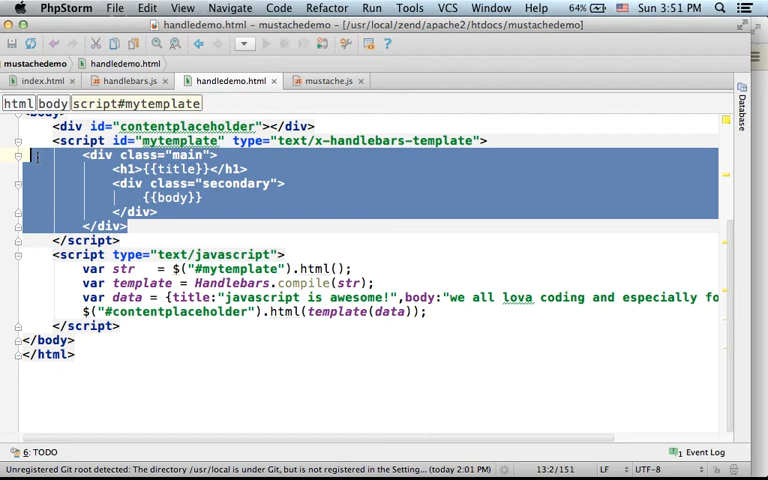 PhpStorm File Edit View Navigate Code Refactor Run Tools VCS Window Help 64% Sun 3:51 PM
handledemo.html - mustachedemo - [/usr/local/zend/apache2/htdocs/mustachedemo]
mustachedemo handledemo.html
index.html handlebars.js handledemo.html mustache.js
html body script#mytemplate
Database
<body>
<div id="contentplaceholder"></div>
<script id="mytemplate" type="text/x-handlebars-template">
<div class="main">
<h1>{{title}}</h1>
<div class="secondary">
{{body}}
</div>
</div>
</script>
<script type="text/javascript">
var str = $("#mytemplate").html();
var template = Handlebars.compile(str);
var data = {title:"javascript is awesome!",body:"we all lova coding and especially fo
$("#contentplaceholder").html(template(data));
</script>
</body>
</html>
6: TODO 1 Event Log
Unregistered Git root detected: The directory /usr/local is under Git, but is not registered in the Setting... (today 2:01 PM) 13:2/151 LF UTF-8